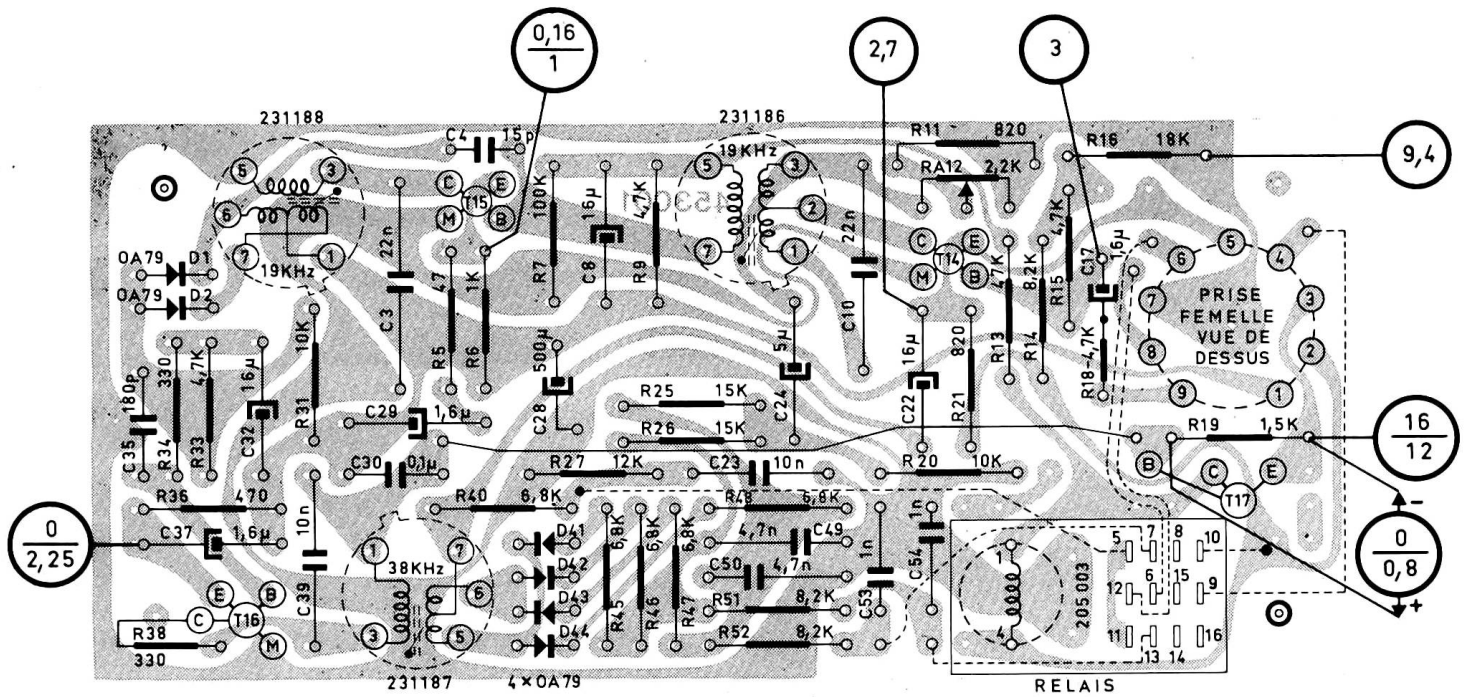 0,16
1
2,7
3
9,4
231188
C4 15p
231186
R11 820
R16 18K
5 3
6
7 1
19KHz
C E
T15
M B
19KHz
5 3
2
7 1
453001
RA12 2,2K
C E
T14
M B
OA79 D1
OA79 D2
22n
C3
47
R5
1K
R6
100K
R7
16µ
C8
4,7K
R9
22n
C10
4,7K
R13
8,2K
R14
4,7K
R15
C17 16µ
R18-4,7K
PRISE
FEMELLE
VUE DE
DESSUS
1 2 3 4 5 6 7 8 9
10K
R31
180p
C35
330
R34
4,7K
R33
16µ
C32
500µ
C28
5µ
C24
16µ
C22
820
R21
R25 15K
R26 15K
C29 1,6µ
C30 0,1µ
R27 12K
C23 10n
R20 10K
R19 1,5K
16
12
B C E
T17
0
0,8
-
+
R36 470
C37 1,6µ
0
2,25
10n
C39
E B
C T16
M
R38
330
R40 6,8K
38KHz
1 7
6
3 5
231187
D41
D42
D43
D44
4×OA79
6,8K
R45
6,8K
R46
6,8K
R47
R48 6,8K
4,7n C49
C50 4,7n
R51 8,2K
R52 8,2K
1n
C53
1n
C54
1
4
205 003
5 7 8 10
12 6 15 9
11 13 14 16
RELAIS